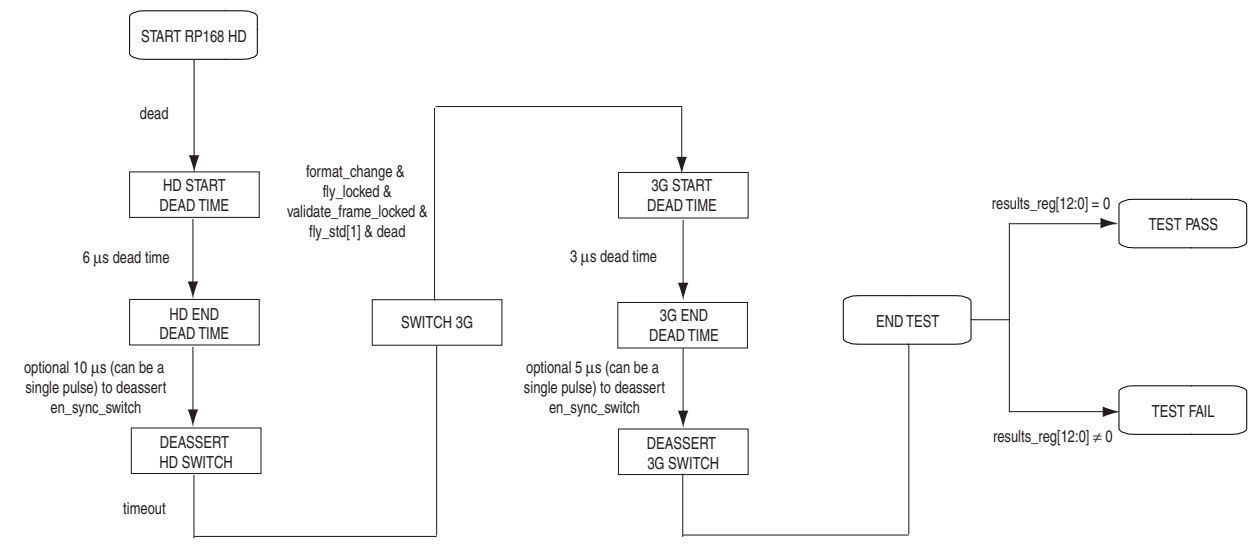 START RP168 HD
dead
HD START
DEAD TIME
6 μs dead time
HD END
DEAD TIME
optional 10 μs (can be a
single pulse) to deassert
en_sync_switch
DEASSERT
HD SWITCH
timeout
format_change &
fly_locked &
validate_frame_locked &
fly_std[1] & dead
SWITCH 3G
3G START
DEAD TIME
3 μs dead time
3G END
DEAD TIME
optional 5 μs (can be a
single pulse) to deassert
en_sync_switch
DEASSERT
3G SWITCH
END TEST
results_reg[12:0] = 0
TEST PASS
TEST FAIL
results_reg[12:0] ≠ 0